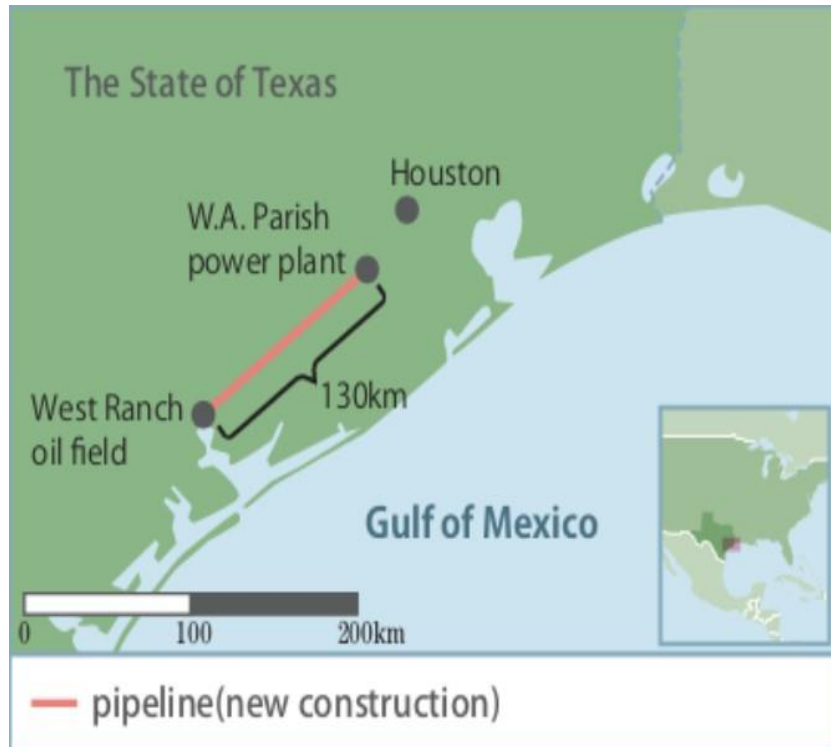 The State of Texas
Houston
W.A. Parish
power plant
130km
West Ranch
oil field
Gulf of Mexico
0 100 200km
pipeline(new construction)